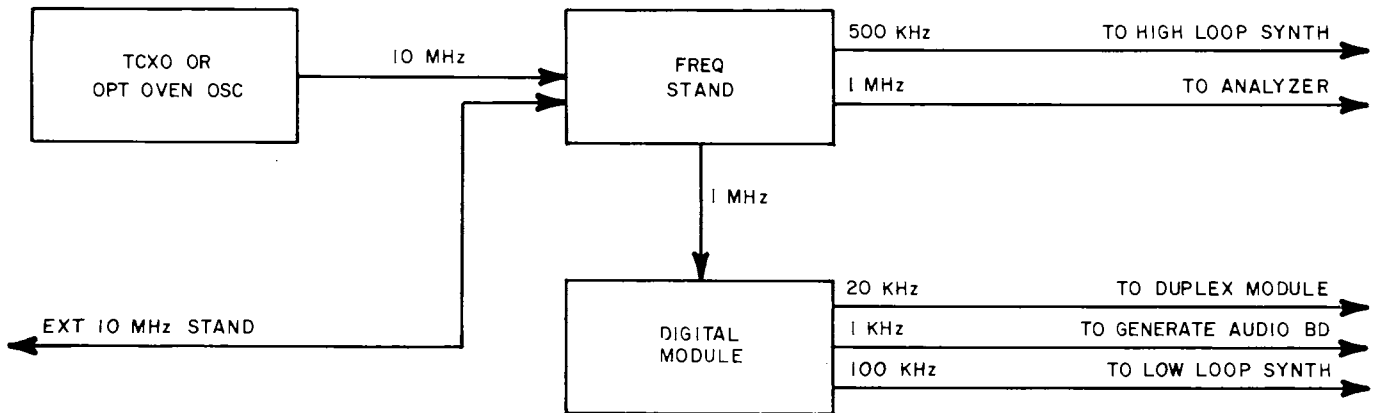 TCXO OR
OPT OVEN OSC
10 MHz
FREQ
STAND
500 KHz
TO HIGH LOOP SYNTH
1 MHz
TO ANALYZER
1 MHz
EXT 10 MHz STAND
DIGITAL
MODULE
20 KHz
TO DUPLEX MODULE
1 KHz
TO GENERATE AUDIO BD
100 KHz
TO LOW LOOP SYNTH